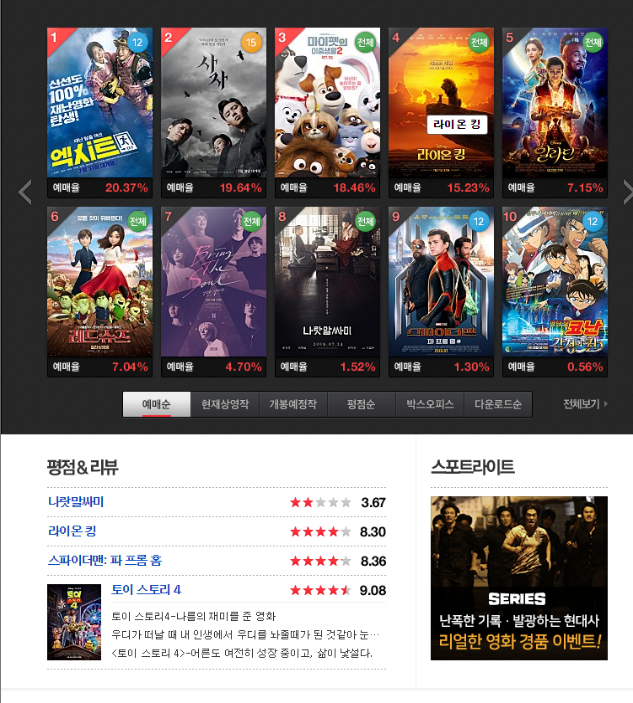 1
12
신선도
100%
재난영화
탄생!
엑시트
2
15
사자
3
전체
마이펫의
이중생활2
4
전체
라이온 킹
라이온 킹
5
전체
알라딘
예매율 20.37%
예매율 19.64%
예매율 18.46%
예매율 15.23%
예매율 7.15%
6
전체
레드슈즈
7
전체
Bring
The
Soul
8
전체
나랏말싸미
2019.07.24
9
12
스파이더맨
파 프롬 홈
10
12
코난
예매율 7.04%
예매율 4.70%
예매율 1.52%
예매율 1.30%
예매율 0.56%
예매순 현재상영작 개봉예정작 평점순 박스오피스 다운로드순 전체보기
평점 & 리뷰
나랏말싸미 3.67
라이온 킹 8.30
스파이더맨: 파 프롬 홈 8.36
토이 스토리 4 9.08
토이 스토리4-나름의 재미를 준 영화
우디가 떠날 때 내 인생에서 우디를 놔줄때가 된 것같아 눈…
<토이 스토리 4>-어른도 여전히 성장 중이고, 삶이 낯설다.
토이
스토리
4
스포트라이트
SERIES
난폭한 기록 · 발광하는 현대사
리얼한 영화 경품 이벤트!